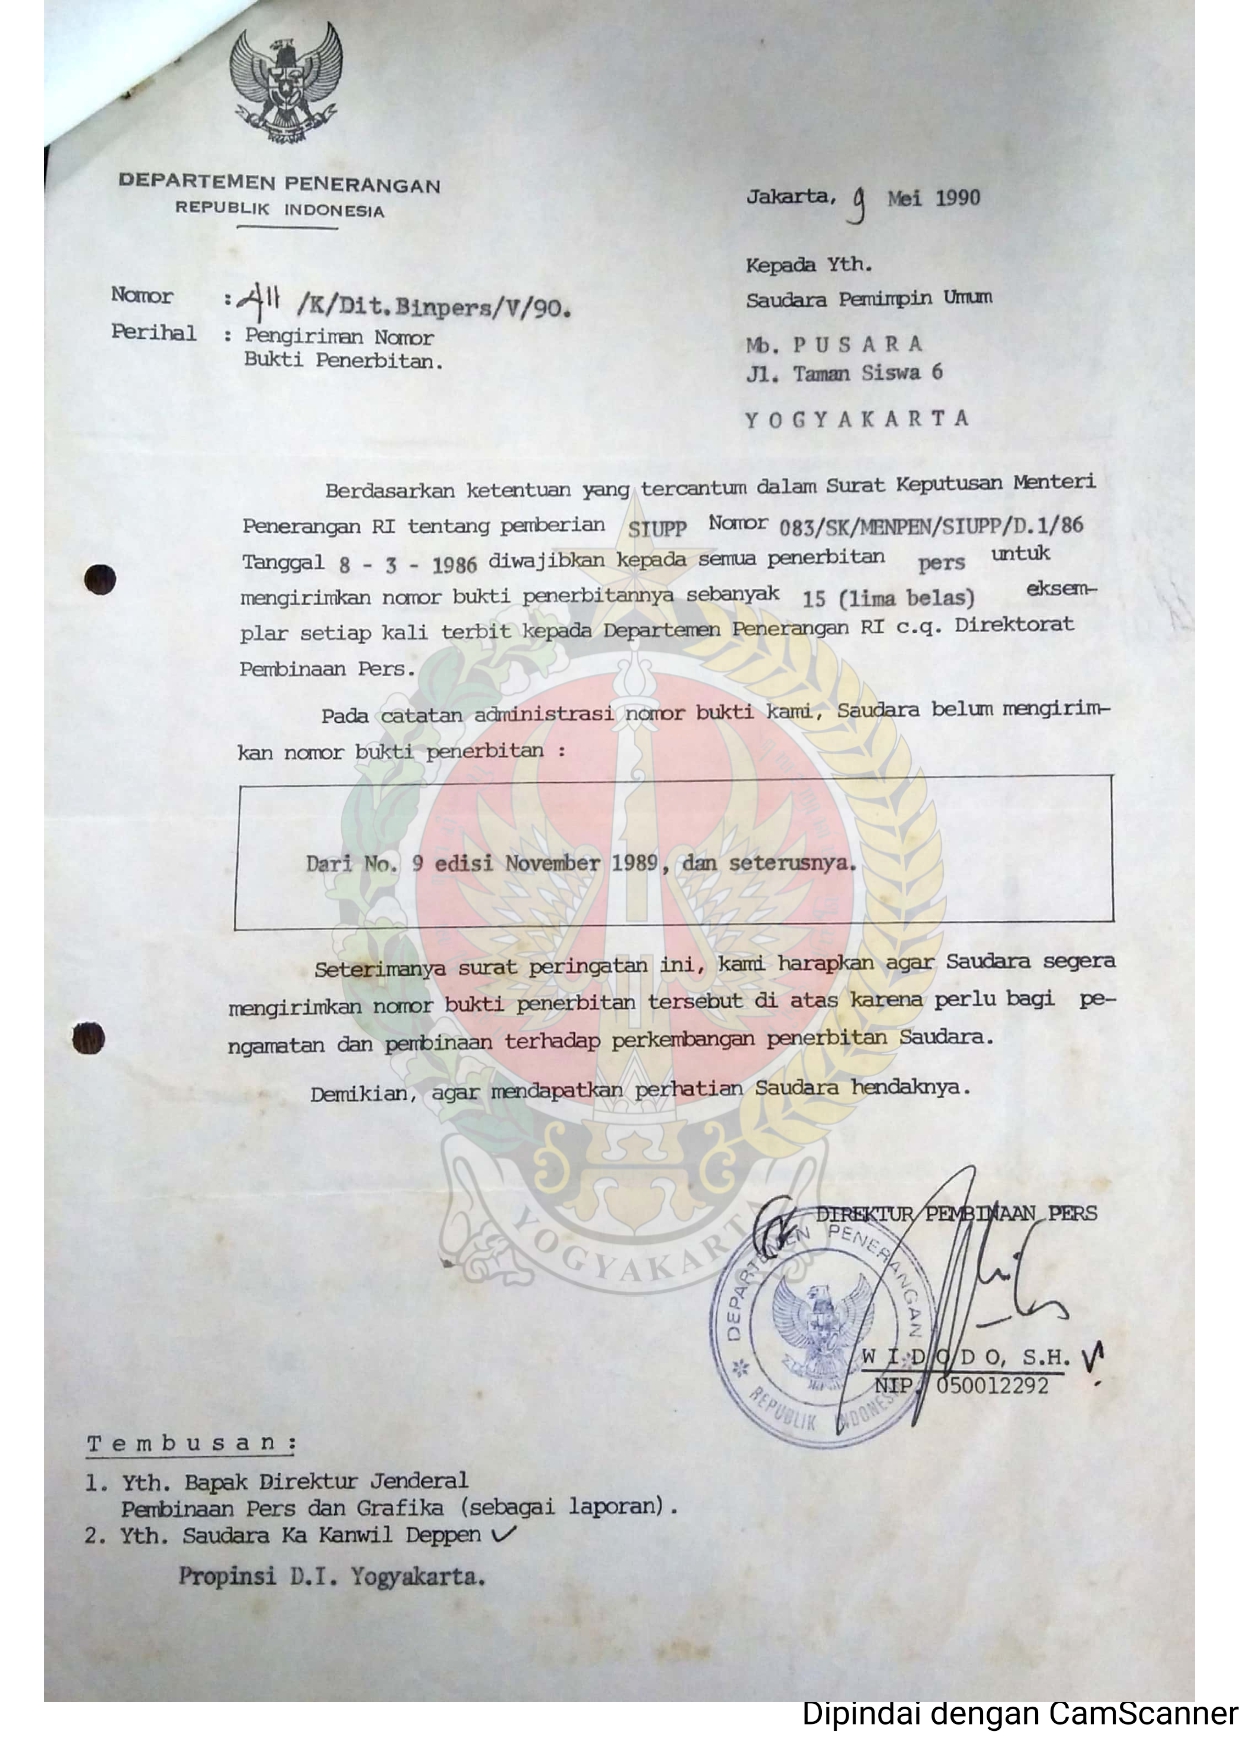 DEPARTEMEN PENERANGAN
REPUBLIK INDONESIA
Jakarta, 9 Mei 1990
Kepada Yth.
Saudara Pemimpin Umum
Mb. P U S A R A
Jl. Taman Siswa 6
Y O G Y A K A R T A
Nomor : /K/Dit.Binpers/V/90.
Perihal : Pengiriman Nomor
Bukti Penerbitan.
Berdasarkan ketentuan yang tercantum dalam Surat Keputusan Menteri
Penerangan RI tentang pemberian SIUPP Nomor 083/SK/MENPEN/SIUPP/D.1/86
Tanggal 8 - 3 - 1986 diwajibkan kepada semua penerbitan pers untuk
mengirimkan nomor bukti penerbitannya sebanyak 15 (lima belas) eksem-
plar setiap kali terbit kepada Departemen Penerangan RI c.q. Direktorat
Pembinaan Pers.
Pada catatan administrasi nomor bukti kami, Saudara belum mengirim-
kan nomor bukti penerbitan :
Dari No. 9 edisi November 1989, dan seterusnya.
Seterimanya surat peringatan ini, kami harapkan agar Saudara segera
mengirimkan nomor bukti penerbitan tersebut di atas karena perlu bagi pe-
ngamatan dan pembinaan terhadap perkembangan penerbitan Saudara.
Demikian, agar mendapatkan perhatian Saudara hendaknya.
YOGYAKARTA
DIREKTUR PEMBINAAN PERS
DEPARTEMEN PENERANGAN
REPUBLIK INDONESIA
W I D O D O, S.H.
NIP. 050012292
T e m b u s a n :
1. Yth. Bapak Direktur Jenderal
Pembinaan Pers dan Grafika (sebagai laporan).
2. Yth. Saudara Ka Kanwil Deppen
Propinsi D.I. Yogyakarta.
Dipindai dengan CamScanner